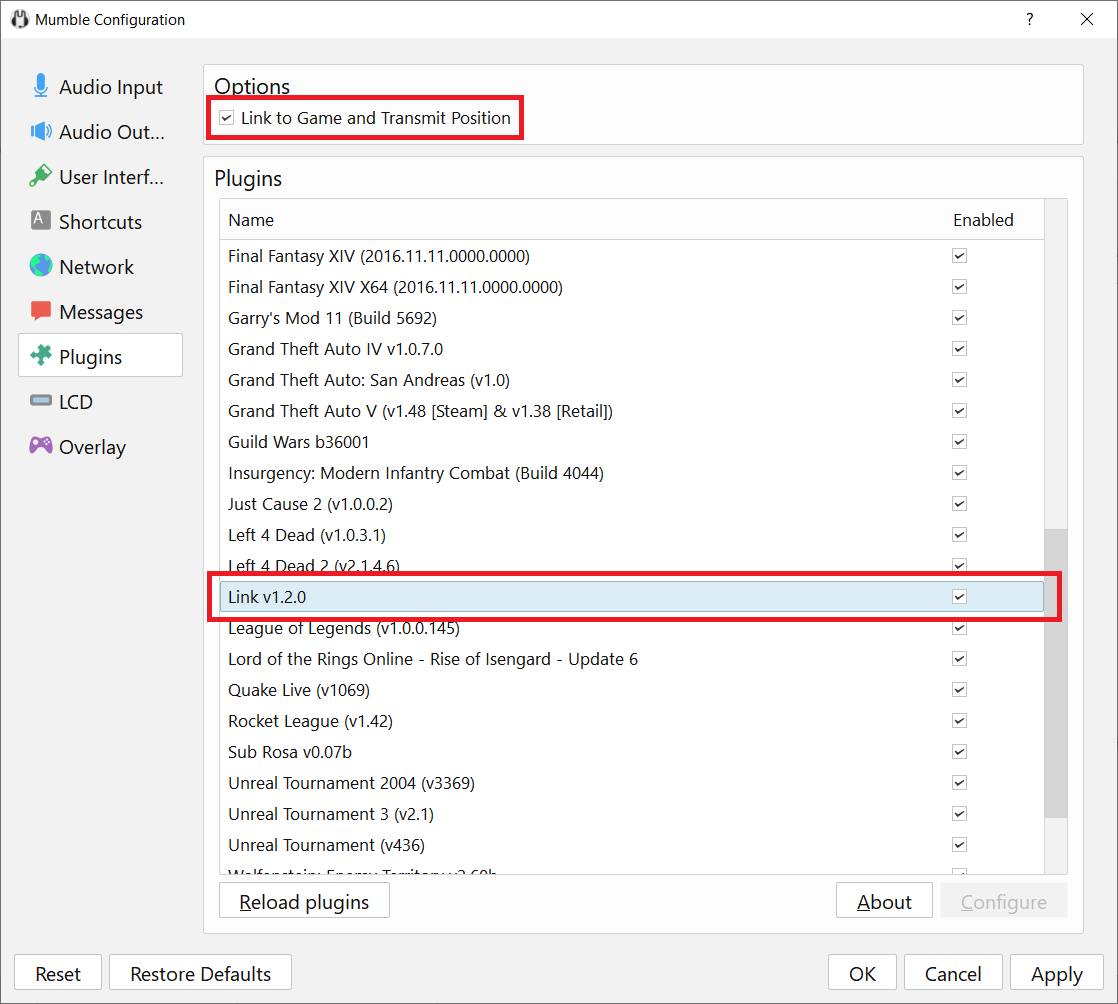 Mumble Configuration
?
Audio Input
Audio Out...
User Interf...
Shortcuts
Network
Messages
Plugins
LCD
Overlay
Options
Link to Game and Transmit Position
Plugins
Name Enabled
Final Fantasy XIV (2016.11.11.0000.0000)
Final Fantasy XIV X64 (2016.11.11.0000.0000)
Garry's Mod 11 (Build 5692)
Grand Theft Auto IV v1.0.7.0
Grand Theft Auto: San Andreas (v1.0)
Grand Theft Auto V (v1.48 [Steam] & v1.38 [Retail])
Guild Wars b36001
Insurgency: Modern Infantry Combat (Build 4044)
Just Cause 2 (v1.0.0.2)
Left 4 Dead (v1.0.3.1)
Left 4 Dead 2 (v2.1.4.6)
Link v1.2.0
League of Legends (v1.0.0.145)
Lord of the Rings Online - Rise of Isengard - Update 6
Quake Live (v1069)
Rocket League (v1.42)
Sub Rosa v0.07b
Unreal Tournament 2004 (v3369)
Unreal Tournament 3 (v2.1)
Unreal Tournament (v436)
Wolfenstein: Enemy Territory v2.60b
Reload plugins
About
Configure
Reset
Restore Defaults
OK
Cancel
Apply